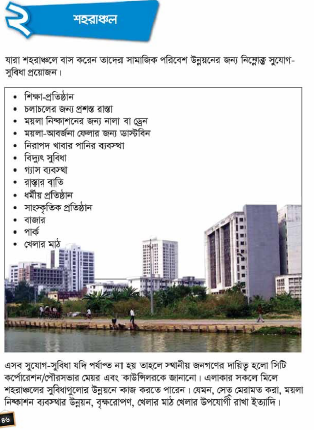 ২
শহরাঞ্চল
যারা শহরাঞ্চলে বাস করেন তাদের সামাজিক পরিবেশ উন্নয়নের জন্য নিম্নোক্ত সুযোগ-
সুবিধা প্রয়োজন।
• শিক্ষা-প্রতিষ্ঠান
• চলাচলের জন্য প্রশস্ত রাস্তা
• ময়লা নিষ্কাশনের জন্য নালা বা ড্রেন
• ময়লা-আবর্জনা ফেলার জন্য ডাস্টবিন
• নিরাপদ খাবার পানির ব্যবস্থা
• বিদ্যুৎ সুবিধা
• গ্যাস ব্যবস্থা
• রাস্তার বাতি
• ধর্মীয় প্রতিষ্ঠান
• সাংস্কৃতিক প্রতিষ্ঠান
• বাজার
• পার্ক
• খেলার মাঠ
এসব সুযোগ-সুবিধা যদি পর্যাপ্ত না হয় তাহলে স্থানীয় জনগণের দায়িত্ব হলো সিটি
কর্পোরেশন/পৌরসভার মেয়র এবং কাউন্সিলরকে জানানো। এলাকার সকলে মিলে
শহরাঞ্চলের সুবিধাগুলোর উন্নয়নে কাজ করতে পারেন। যেমন, সেতু মেরামত করা, ময়লা
নিষ্কাশন ব্যবস্থার উন্নয়ন, বৃক্ষরোপণ, খেলার মাঠ খেলার উপযোগী রাখা ইত্যাদি।
৪৬